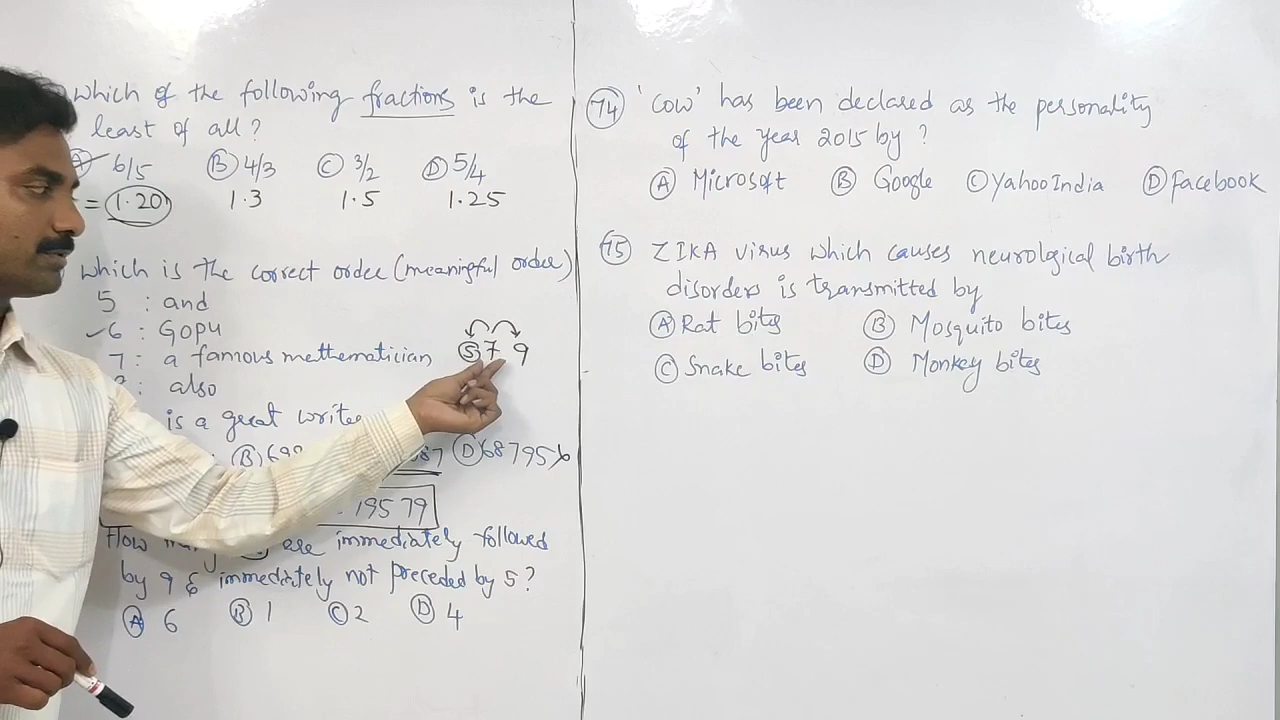 which of the following fractions is the
least of all?
A 6/5 B 4/3 C 3/2 D 5/4
= 1.20 1.3 1.5 1.25
which is the correct order (meaningful order)
5 : and
6 : Gopu
7 : a famous methematician
: also
is a great
5 7 9
B D 68795
19579
How are immediately followed
by 9 & immediately not preceded by 5?
A 6 B 1 C 2 D 4
74 'cow' has been declared as the personality
of the year 2015 by ?
A Microsoft B Google C Yahoo India D facebook
75 ZIKA virus which causes neurological birth
disorders is transmitted by
A Rat bites B Mosquito bites
C Snake bites D Monkey bites